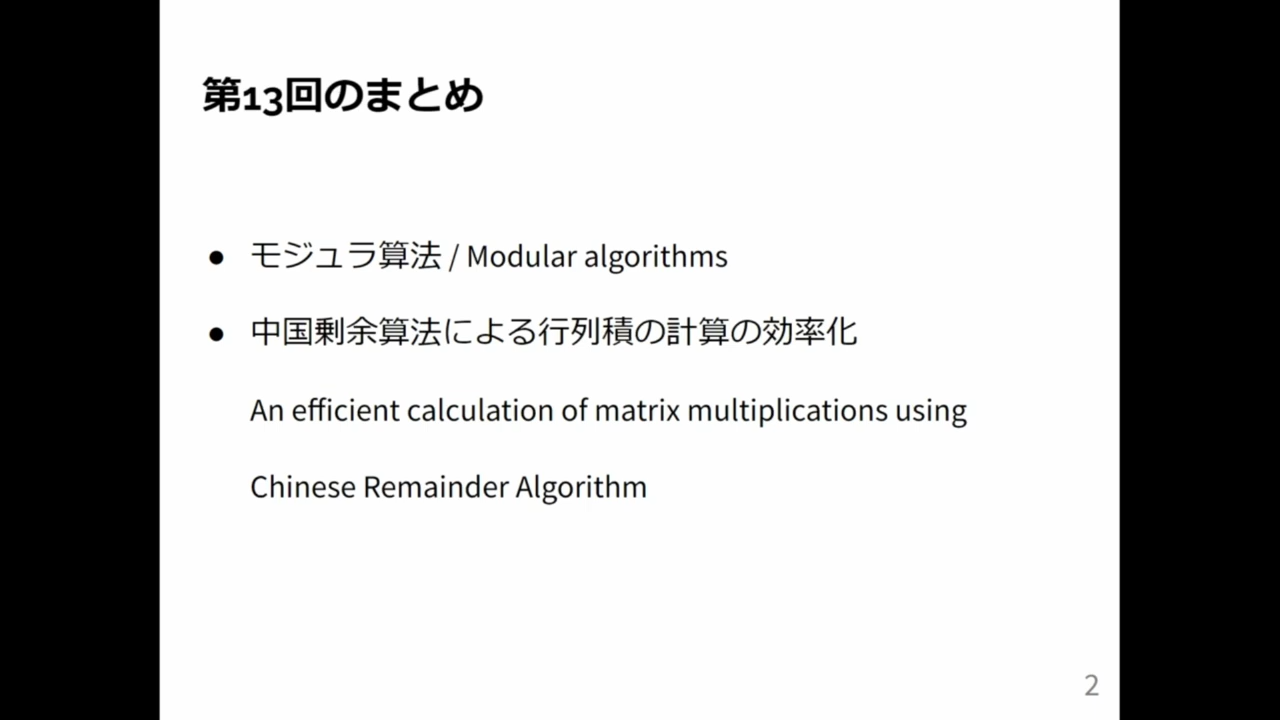 第13回のまとめ
● モジュラ算法 / Modular algorithms
● 中国剰余算法による行列積の計算の効率化
An efficient calculation of matrix multiplications using
Chinese Remainder Algorithm
2